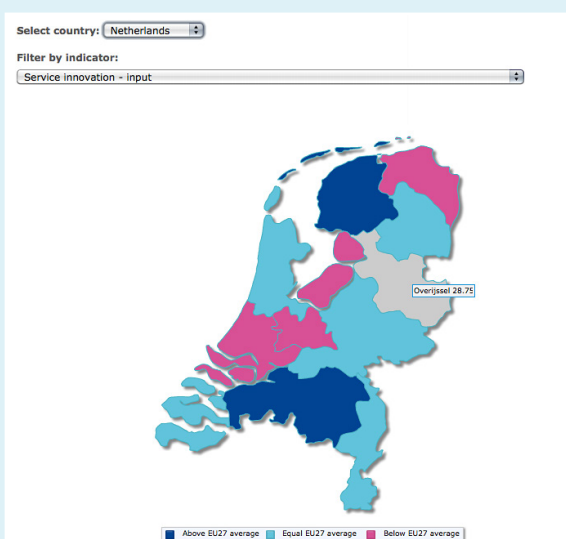 Select country: Netherlands
Filter by indicator:
Service innovation - input
Overijssel 28.79
Above EU27 average Equal EU27 average Below EU27 average